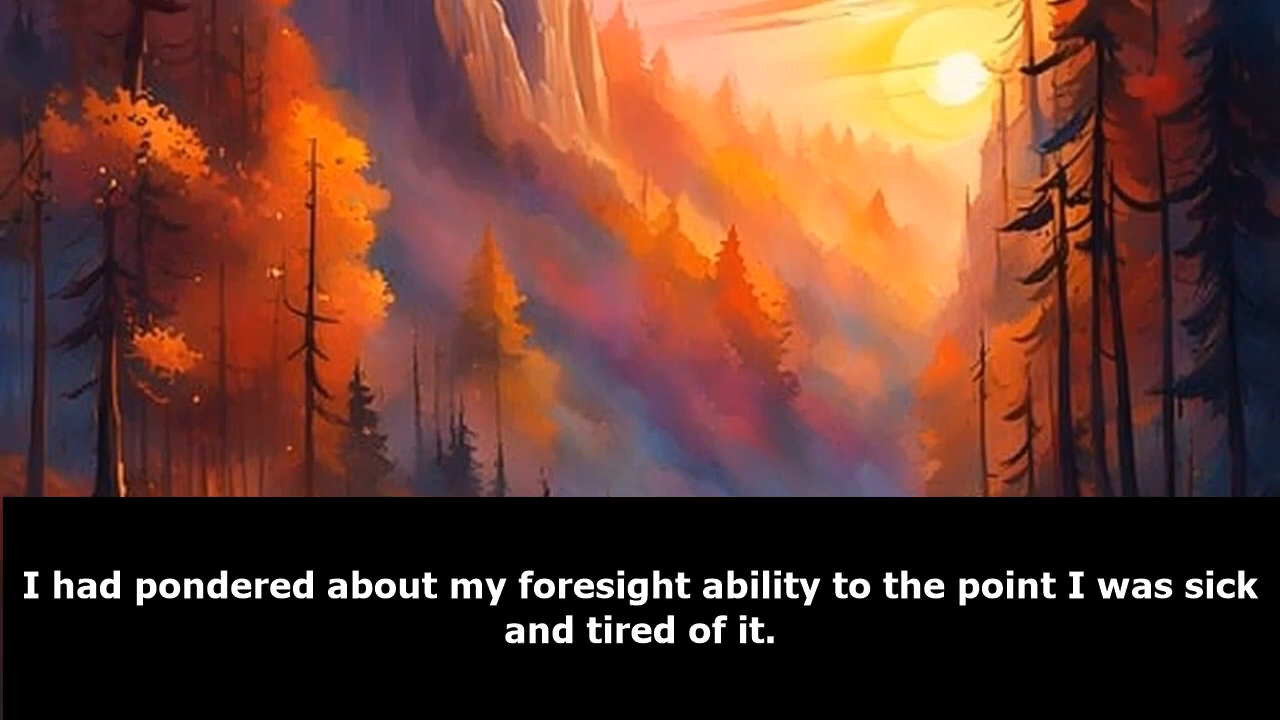 I had pondered about my foresight ability to the point I was sick
and tired of it.